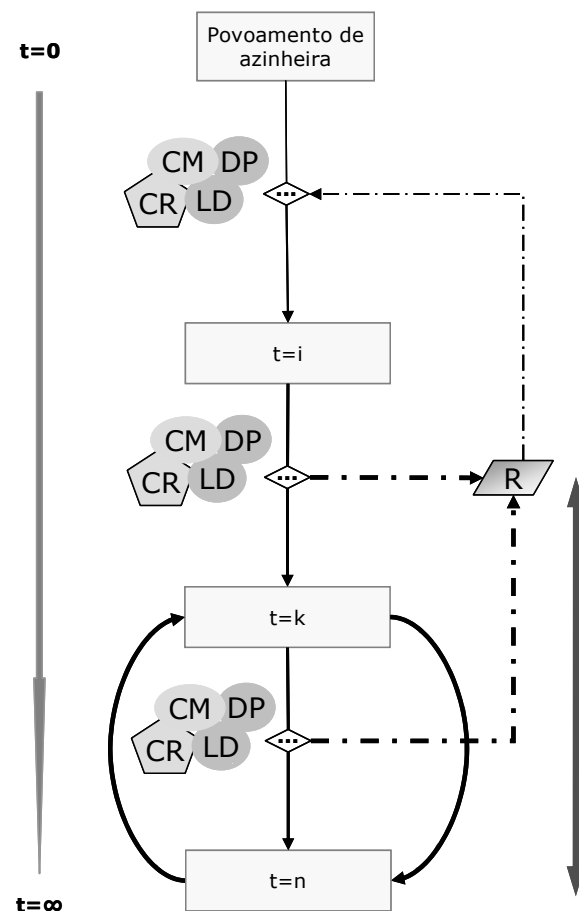 t=0
Povoamento de
azinheira
CM DP
CR LD
...
t=i
CM DP
CR LD
...
R
t=k
CM DP
CR LD
...
t=n
t=∞